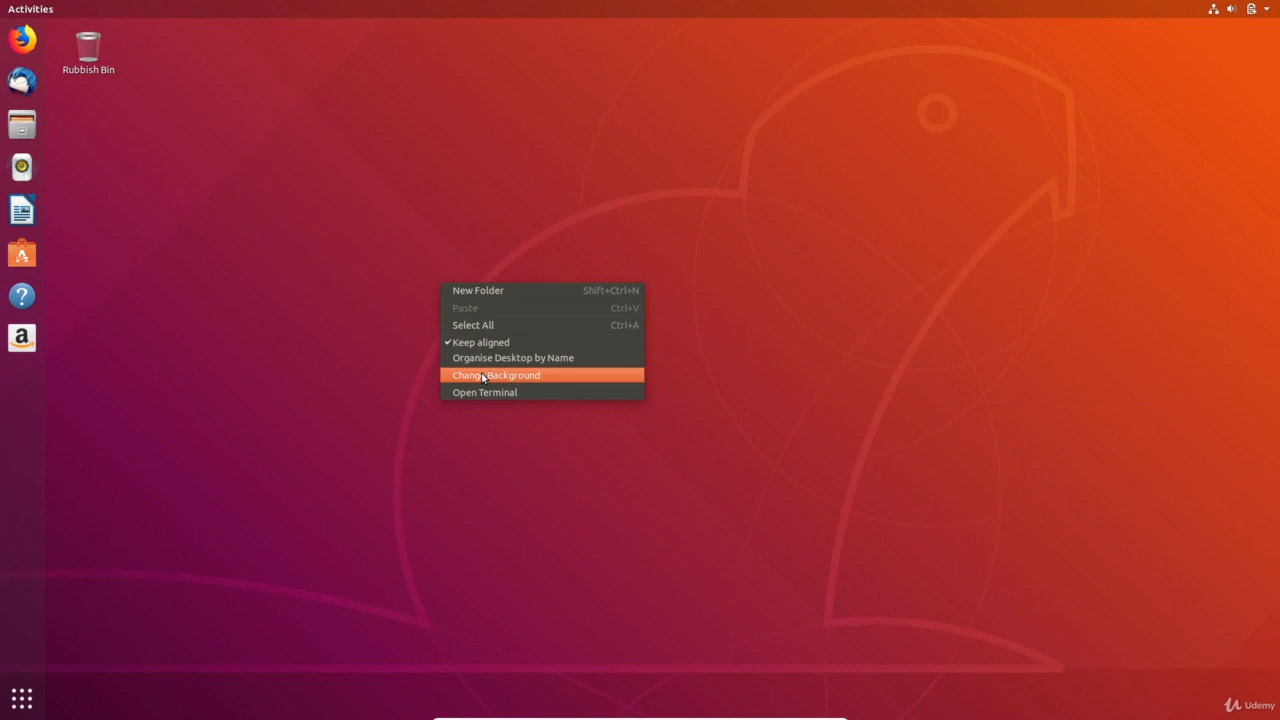 Activities
Rubbish Bin
a
New Folder Shift+Ctrl+N
Paste Ctrl+V
Select All Ctrl+A
Keep aligned
Organise Desktop by Name
Change Background
Open Terminal
Udemy